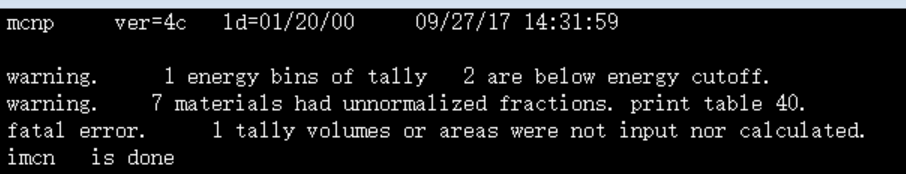 mcnp     ver=4c   ld=01/20/00      09/27/17 14:31:59
warning.      1 energy bins of tally   2 are below energy cutoff.
warning.     7 materials had unnormalized fractions. print table 40.
fatal error.      1 tally volumes or areas were not input nor calculated.
imcn   is done